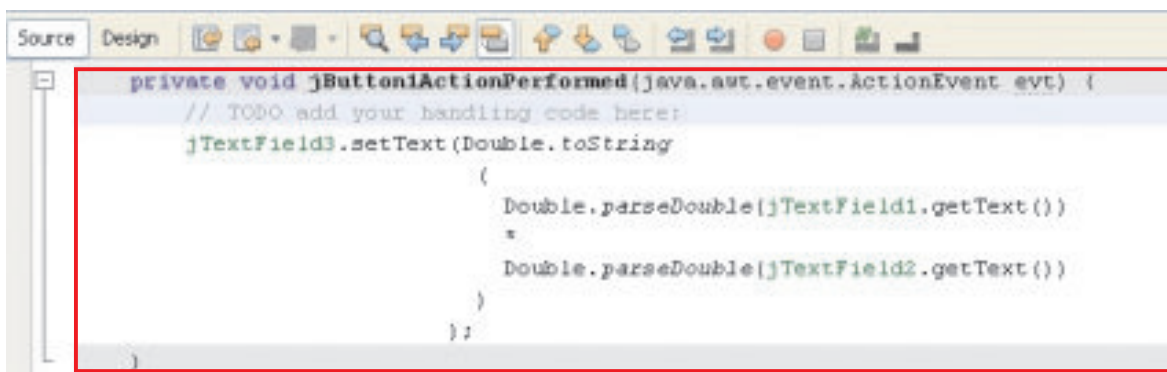 Source Design
private void jButton1ActionPerformed(java.awt.event.ActionEvent evt) {
// TODO add your handling code here:
jTextField3.setText(Double.toString
(
Double.parseDouble(jTextField1.getText())
*
Double.parseDouble(jTextField2.getText())
)
);
}